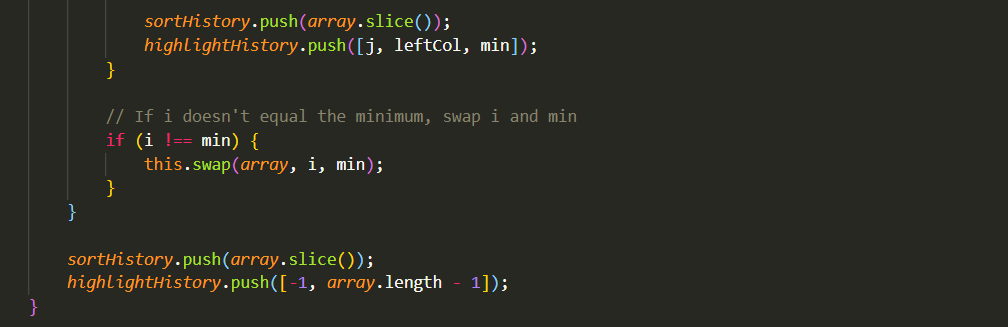 sortHistory.push(array.slice());
highlightHistory.push([j, leftCol, min]);
}
// If i doesn't equal the minimum, swap i and min
if (i !== min) {
this.swap(array, i, min);
}
}
sortHistory.push(array.slice());
highlightHistory.push([-1, array.length - 1]);
}